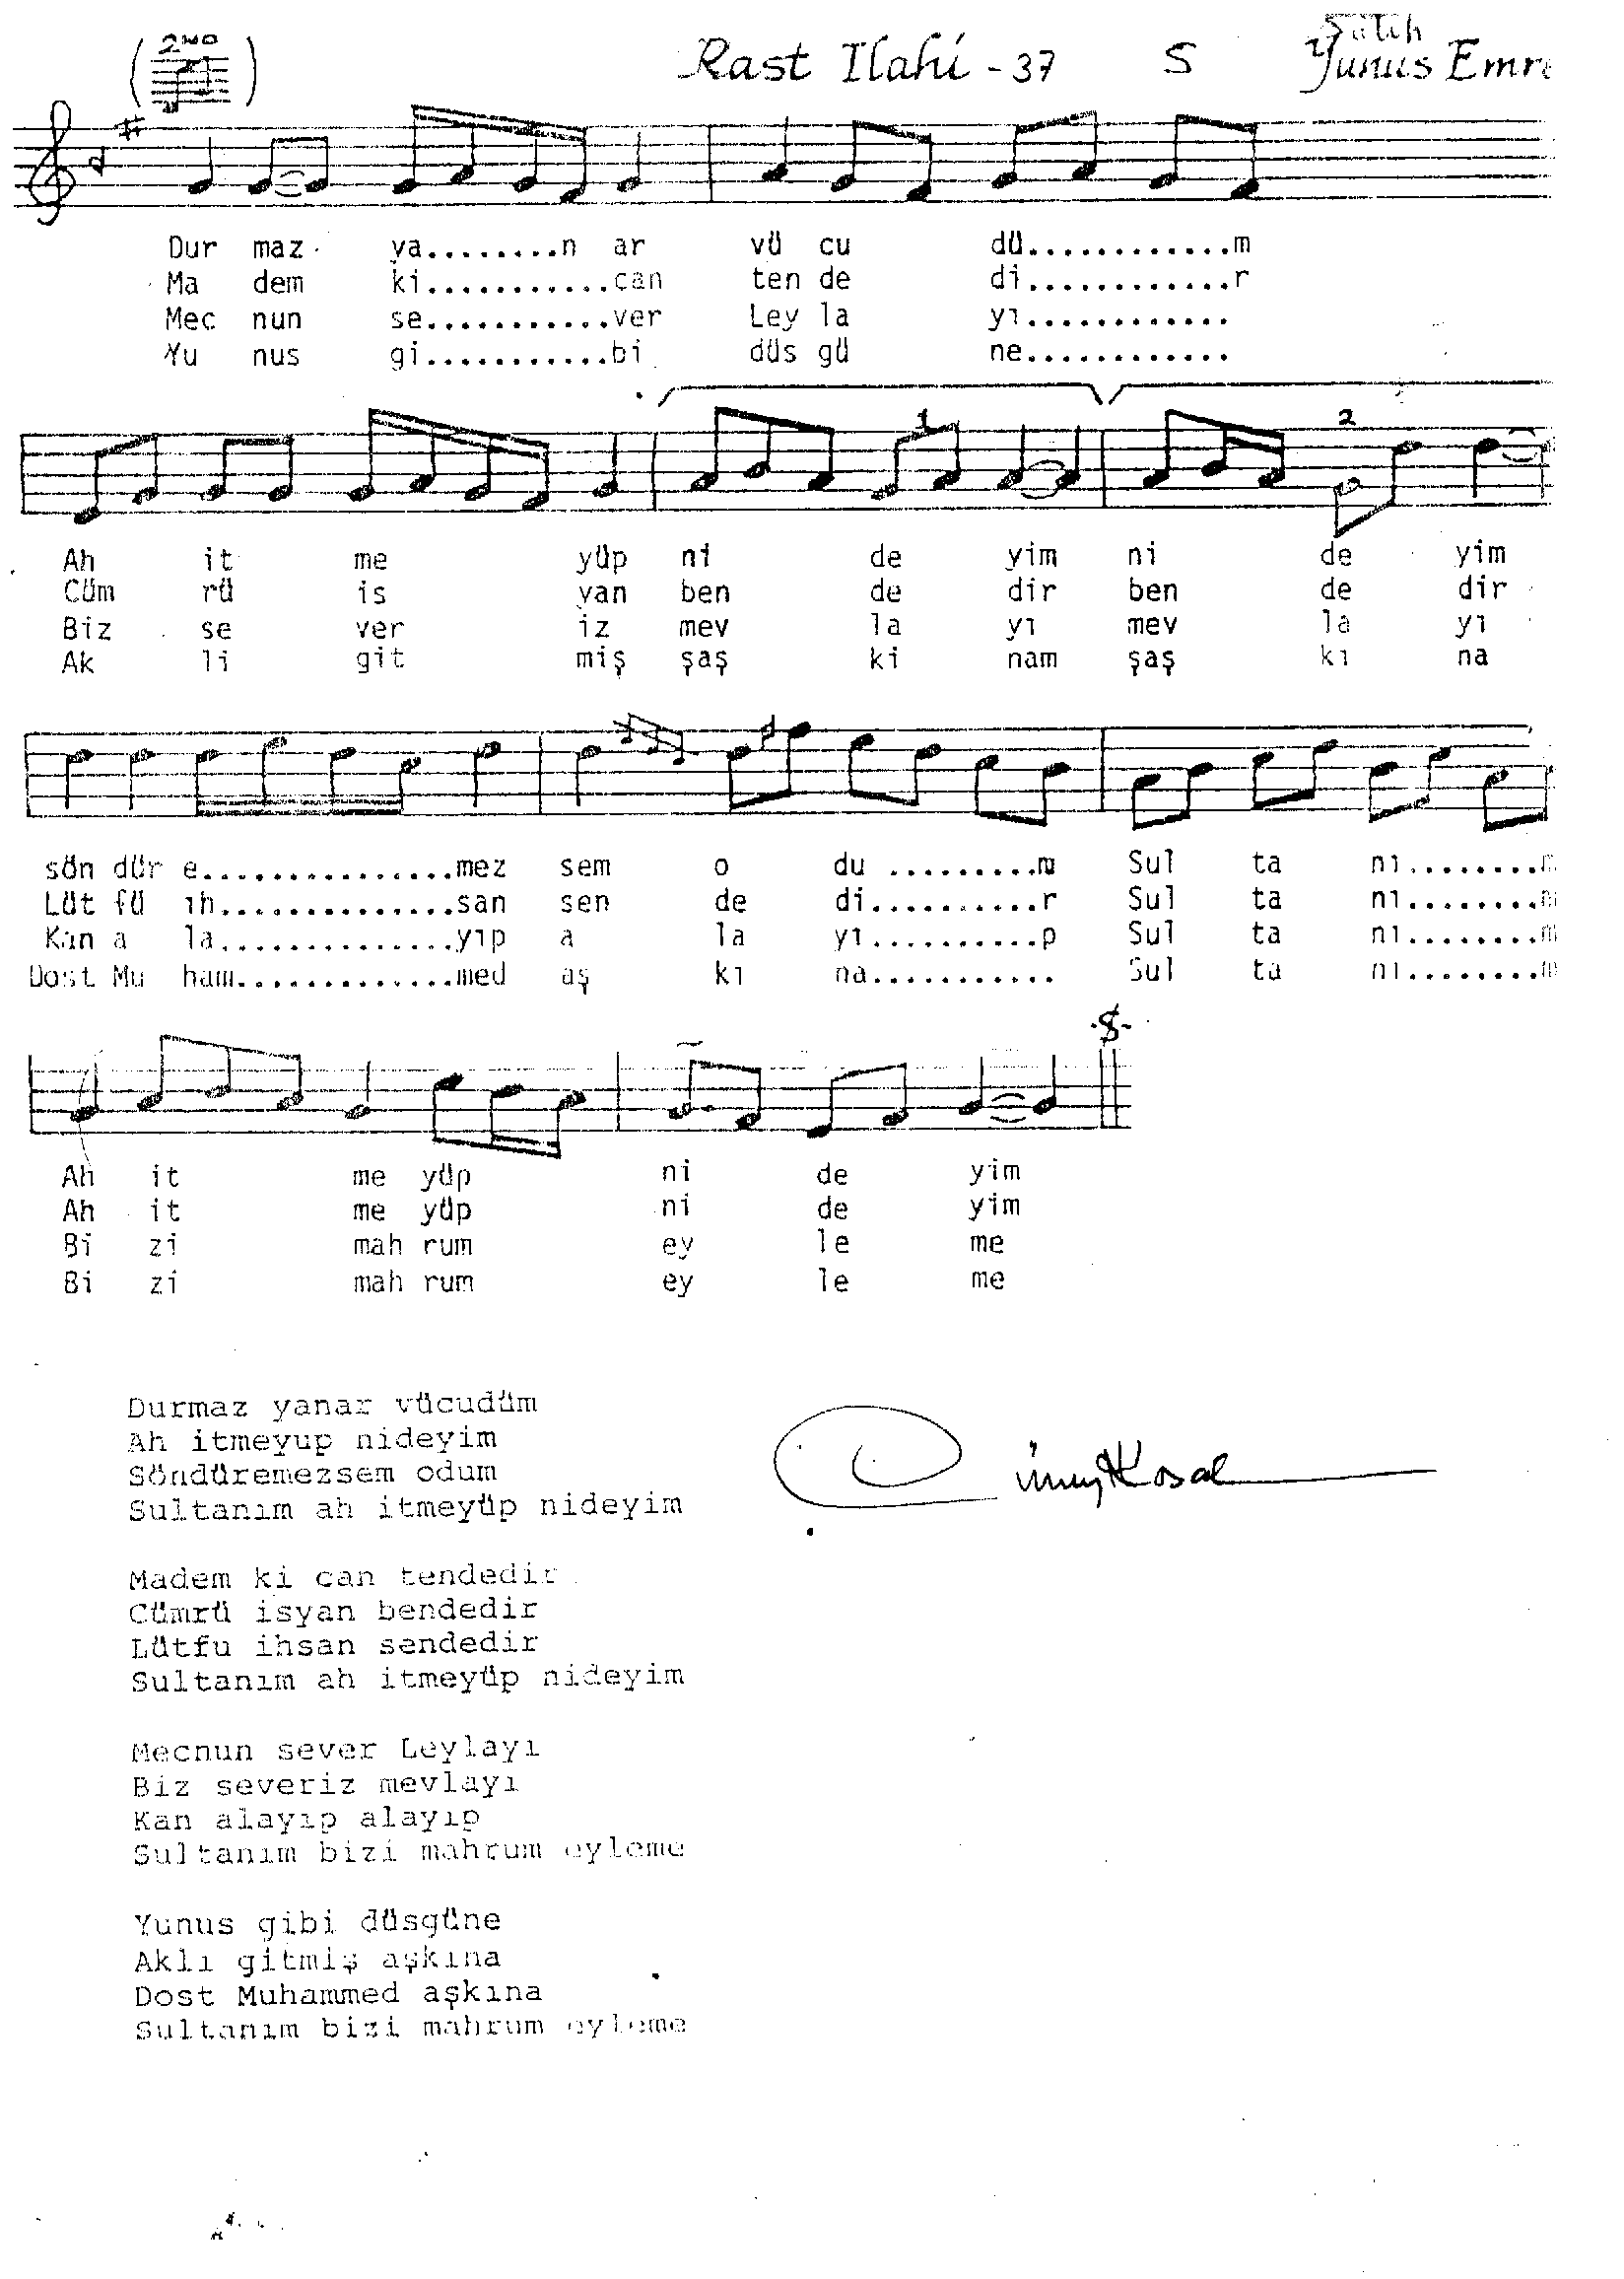 (2ND)
Rast Ilahi - 37 S
Yunus Emre
Dur maz ya.........n ar vü cu dü............m
Ma dem ki...........can ten de di............r
Mec nun se...........ver Ley la yı............
Yu nus gi...........bi düs gü ne............
1 2
Ah it me yüp ni de yim ni de yim
Cüm rü is yan ben de dir ben de dir
Biz se ver iz mev la yı mev la yı
Ak li git miş şaş ki nam şaş kı na
sön dür e...............mez sem o du .........m Sul ta nı........m
Lüt fü ıh..............san sen de di..........r Sul ta nı........m
Kan a la..............yıp a la yı..........p Sul ta nı........m
Dost Mu ham.............med aş kı na........... Sul ta nı........m
Ah it me yüp ni de yim
Ah it me yüp ni de yim
Bi zi mah rum ey le me
Bi zi mah rum ey le me
Durmaz yanar vücudüm
Ah itmeyup nideyim
Söndüremezsem odum
Sultanım ah itmeyüp nideyim
Madem ki can tendedir
Cümrü isyan bendedir
Lütfu ihsan sendedir
Sultanım ah itmeyüp nideyim
Mecnun sever Leylayı
Biz severiz mevlayı
Kan alayıp alayıp
Sultanım bizi mahrum eyleme
Yunus gibi düsgüne
Aklı gitmiş aşkına
Dost Muhammed aşkına
Sultanım bizi mahrum eyleme